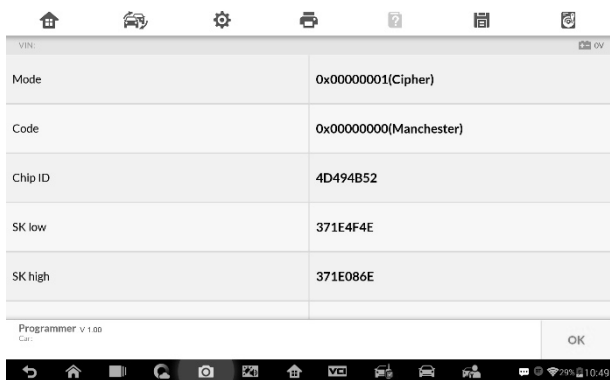 VIN:
0V
Mode 0x00000001(Cipher)
Code 0x00000000(Manchester)
Chip ID 4D494B52
SK low 371E4F4E
SK high 371E086E
Programmer V 1.00
Car:
OK
29% 10:49